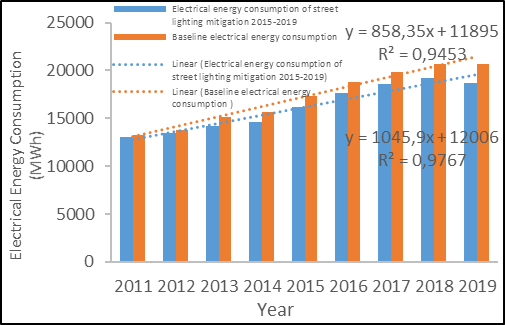 Electrical energy consumption of street
lighting mitigation 2015-2019
Baseline electrical energy consumption
Linear (Electrical energy consumption of
street lighting mitigation 2015-2019)
Linear (Baseline electrical energy
consumption )
y = 858,35x + 11895
R² = 0,9453
y = 1045,9x + 12006
R² = 0,9767
Electrical Energy Consumption
(MWh)
25000
20000
15000
10000
5000
0
2011 2012 2013 2014 2015 2016 2017 2018 2019
Year